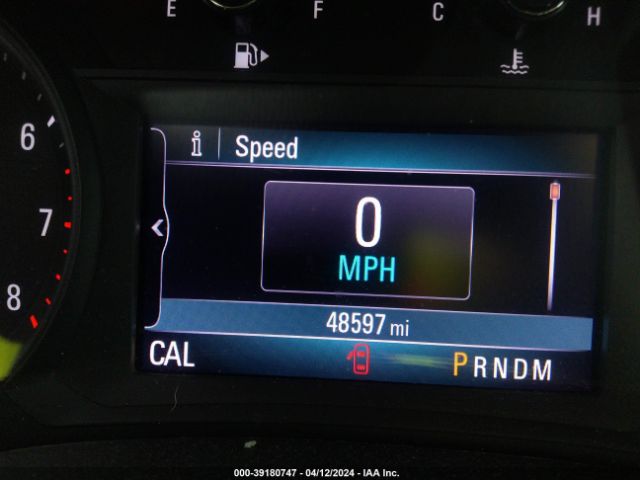 E F C H
6
7
8
i Speed
0
MPH
48597 mi
CAL PRNDM
000-39180747 - 04/12/2024 - IAA Inc.